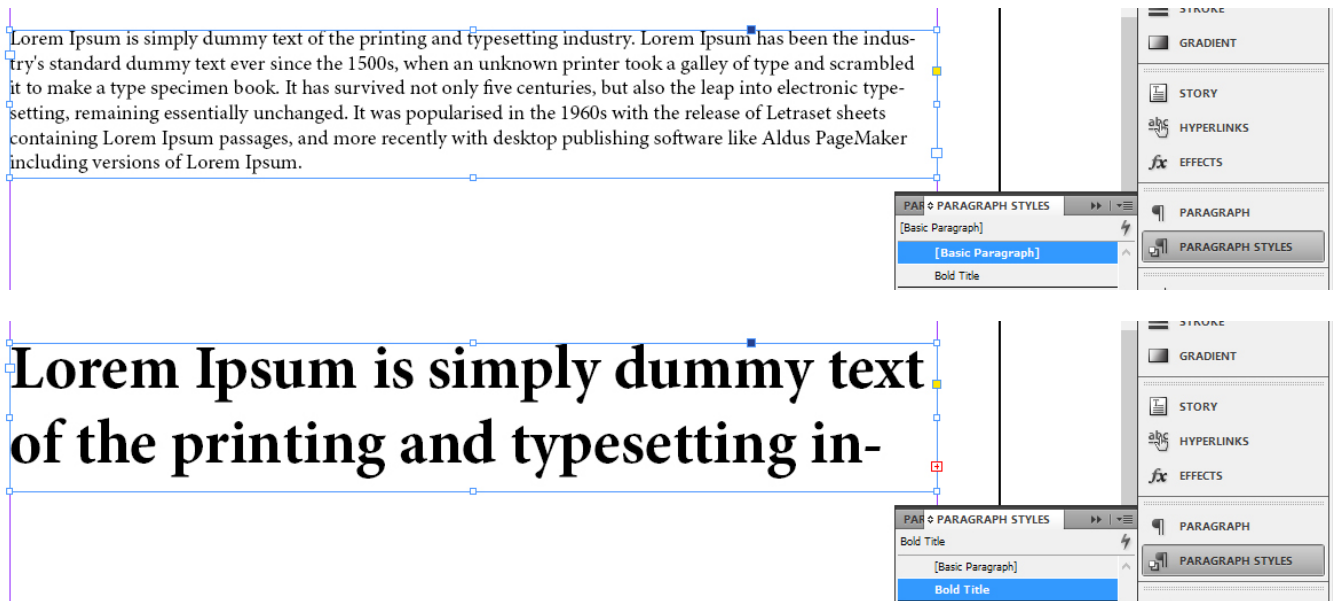 Lorem Ipsum is simply dummy text of the printing and typesetting industry. Lorem Ipsum has been the indus-
try's standard dummy text ever since the 1500s, when an unknown printer took a galley of type and scrambled
it to make a type specimen book. It has survived not only five centuries, but also the leap into electronic type-
setting, remaining essentially unchanged. It was popularised in the 1960s with the release of Letraset sheets
containing Lorem Ipsum passages, and more recently with desktop publishing software like Aldus PageMaker
including versions of Lorem Ipsum.
STROKE
GRADIENT
STORY
HYPERLINKS
EFFECTS
PARAGRAPH
PARAGRAPH STYLES
PAR PARAGRAPH STYLES
[Basic Paragraph]
[Basic Paragraph]
Bold Title
Lorem Ipsum is simply dummy text
of the printing and typesetting in-
STROKE
GRADIENT
STORY
HYPERLINKS
EFFECTS
PARAGRAPH
PARAGRAPH STYLES
PAR PARAGRAPH STYLES
Bold Title
[Basic Paragraph]
Bold Title